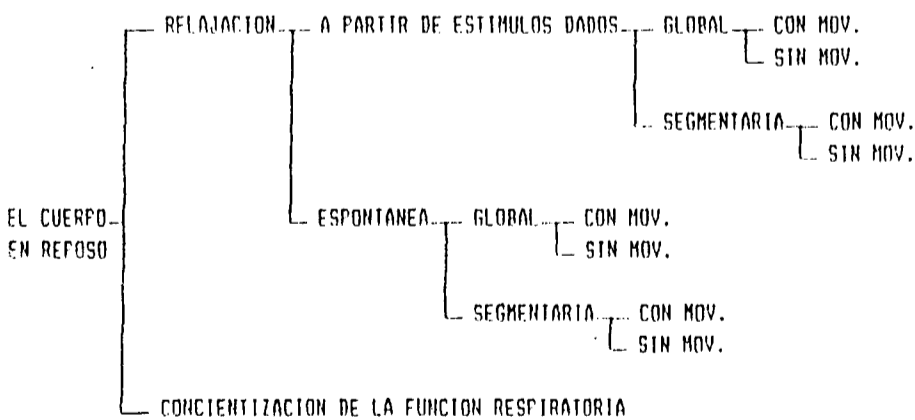 RELAJACION A PARTIR DE ESTIMULOS DADOS GLOBAL CON MOV.
SIN MOV.
SEGMENTARIA CON MOV.
SIN MOV.
EL CUERPO ESPONTANEA GLOBAL CON MOV.
EN REPOSO SIN MOV.
SEGMENTARIA CON MOV.
SIN MOV.
CONCIENTIZACION DE LA FUNCION RESPIRATORIA